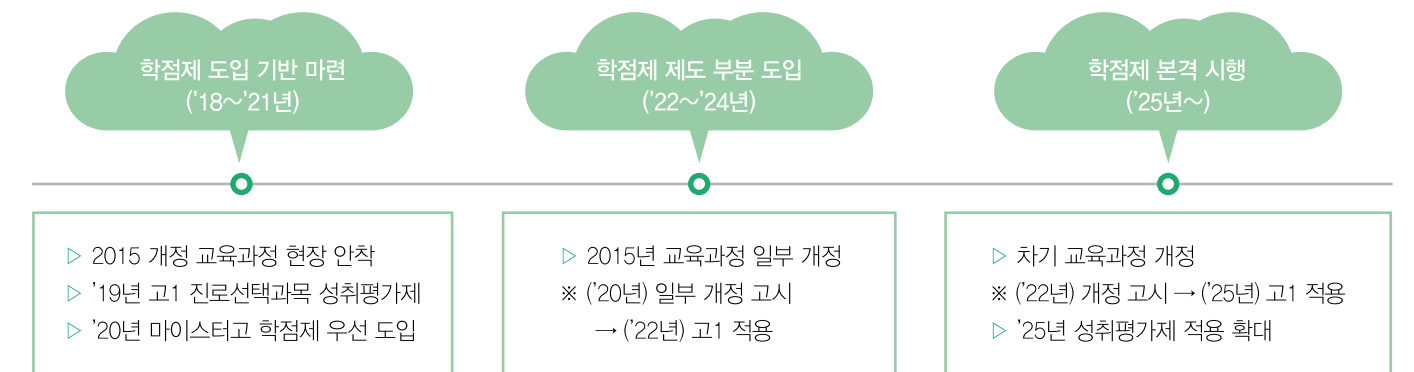 학점제 도입 기반 마련
(’18~’21년)
학점제 제도 부분 도입
(’22~’24년)
학점제 본격 시행
(’25년~)
▷ 2015 개정 교육과정 현장 안착
▷ ’19년 고1 진로선택과목 성취평가제
▷ ’20년 마이스터고 학점제 우선 도입
▷ 2015년 교육과정 일부 개정
※ (’20년) 일부 개정 고시
→ (’22년) 고1 적용
▷ 차기 교육과정 개정
※ (’22년) 개정 고시 → (’25년) 고1 적용
▷ ’25년 성취평가제 적용 확대